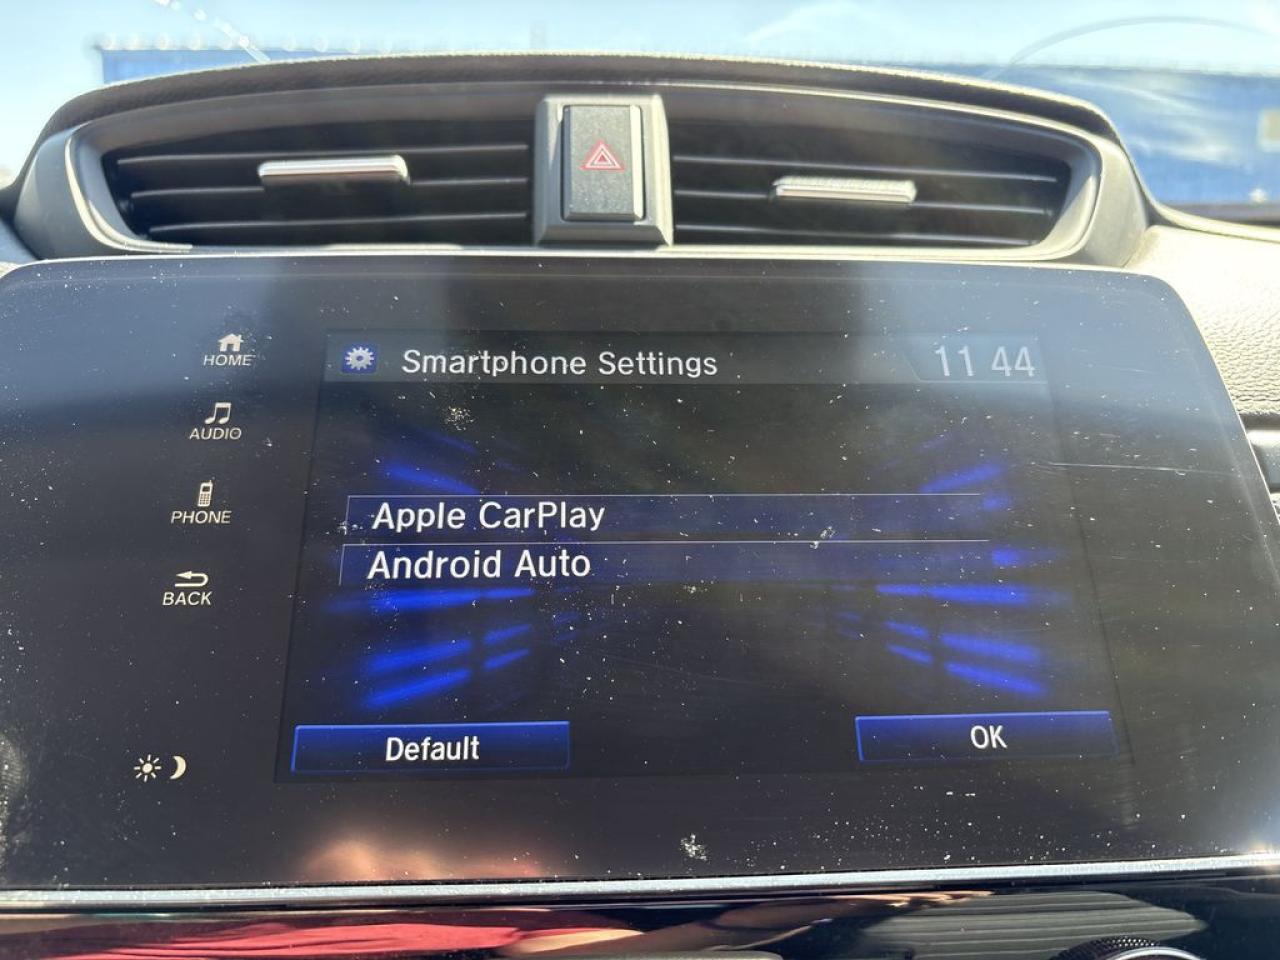 Smartphone Settings
11 44
HOME
AUDIO
PHONE
BACK
Apple CarPlay
Android Auto
Default
OK